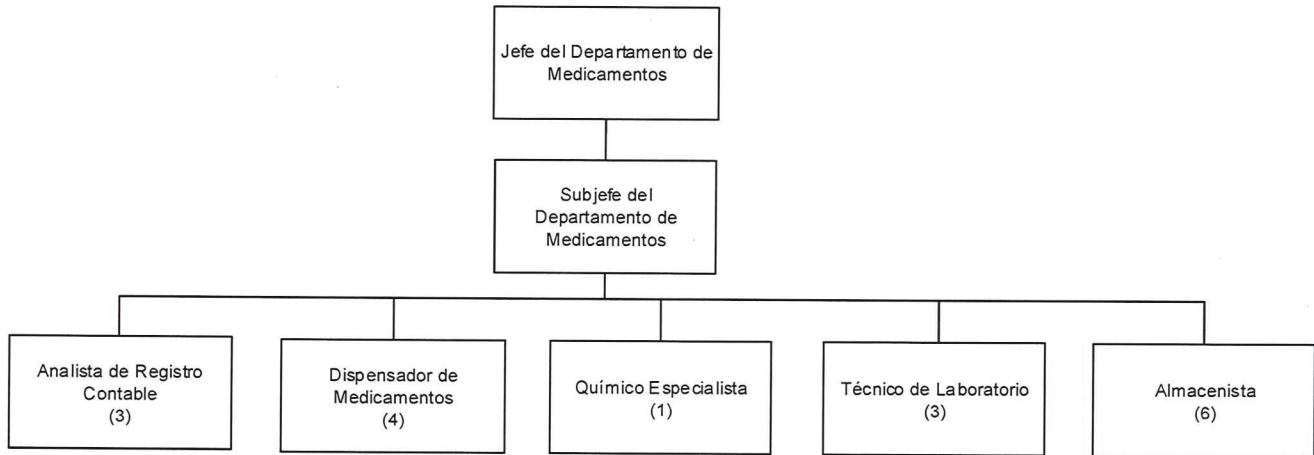 Jefe del Departamento de
Medicamentos
Subjefe del
Departamento de
Medicamentos
Analista de Registro
Contable
(3)
Dispensador de
Medicamentos
(4)
Químico Especialista
(1)
Técnico de Laboratorio
(3)
Almacenista
(6)